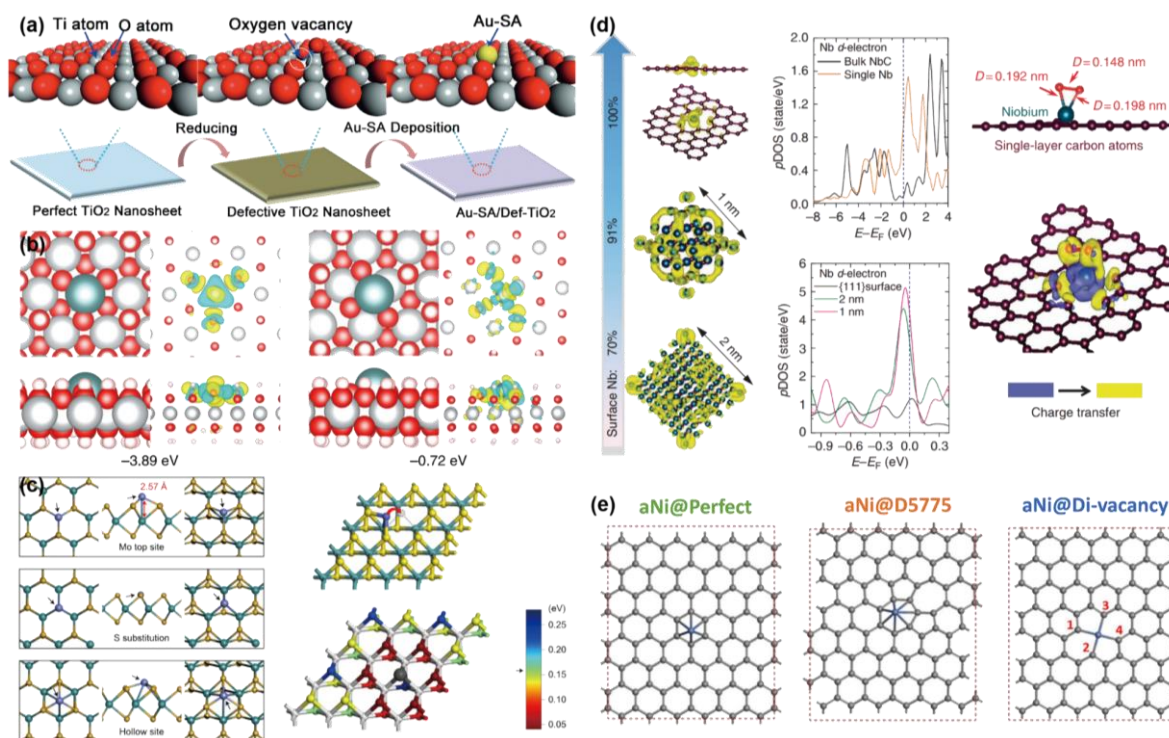 (a)
Ti atom
O atom
Oxygen vacancy
Au-SA
Reducing
Au-SA Deposition
Perfect TiO₂ Nanosheet
Defective TiO₂ Nanosheet
Au-SA/Def-TiO₂
(b)
−3.89 eV
−0.72 eV
(c)
2.57 Å
Mo top site
S substitution
Hollow site
(eV)
0.25
0.20
0.15
0.10
0.05
(d)
100%
91%
70%
Surface Nb:
1 nm
2 nm
Nb d-electron
Bulk NbC
Single Nb
pDOS (state/eV)
2.0
1.6
1.2
0.8
0.4
0
−8 −6 −4 −2 0 2 4
E−E_F (eV)
D=0.148 nm
D=0.192 nm
D=0.198 nm
Niobium
Single-layer carbon atoms
Nb d-electron
{111}surface
2 nm
1 nm
pDOS (state/eV)
6
5
4
3
2
1
0
−0.9 −0.6 −0.3 0.0 0.3
E−E_F (eV)
Charge transfer
(e)
aNi@Perfect
aNi@D5775
aNi@Di-vacancy
1
2
3
4